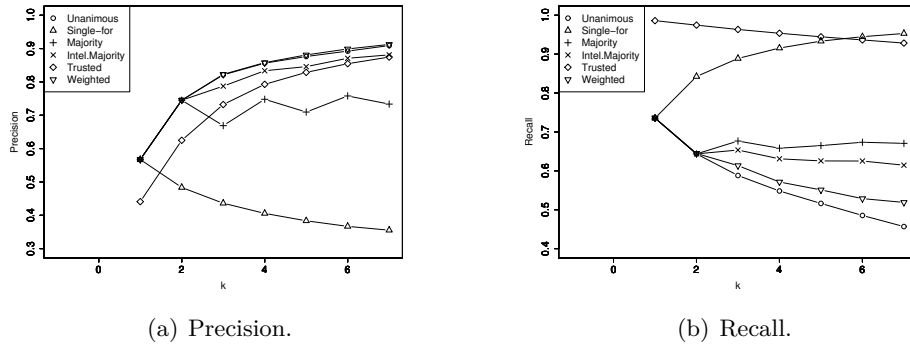 Unanimous
Single−for
Majority
Intel.Majority
Trusted
Weighted
1.0
0.9
0.8
0.7
0.6
0.5
0.4
0.3
Precision
0 2 4 6
k
(a) Precision.
Unanimous
Single−for
Majority
Intel.Majority
Trusted
Weighted
1.0
0.9
0.8
0.7
0.6
0.5
0.4
Recall
0 2 4 6
k
(b) Recall.